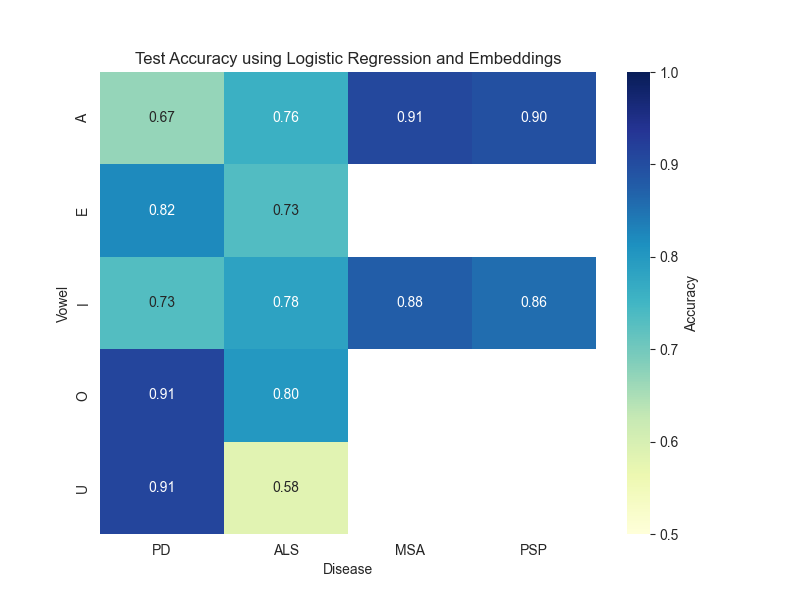 Test Accuracy using Logistic Regression and Embeddings
A 0.67 0.76 0.91 0.90
E 0.82 0.73
I 0.73 0.78 0.88 0.86
O 0.91 0.80
U 0.91 0.58
PD ALS MSA PSP
Disease
Vowel
1.0
0.9
0.8
0.7
0.6
0.5
Accuracy